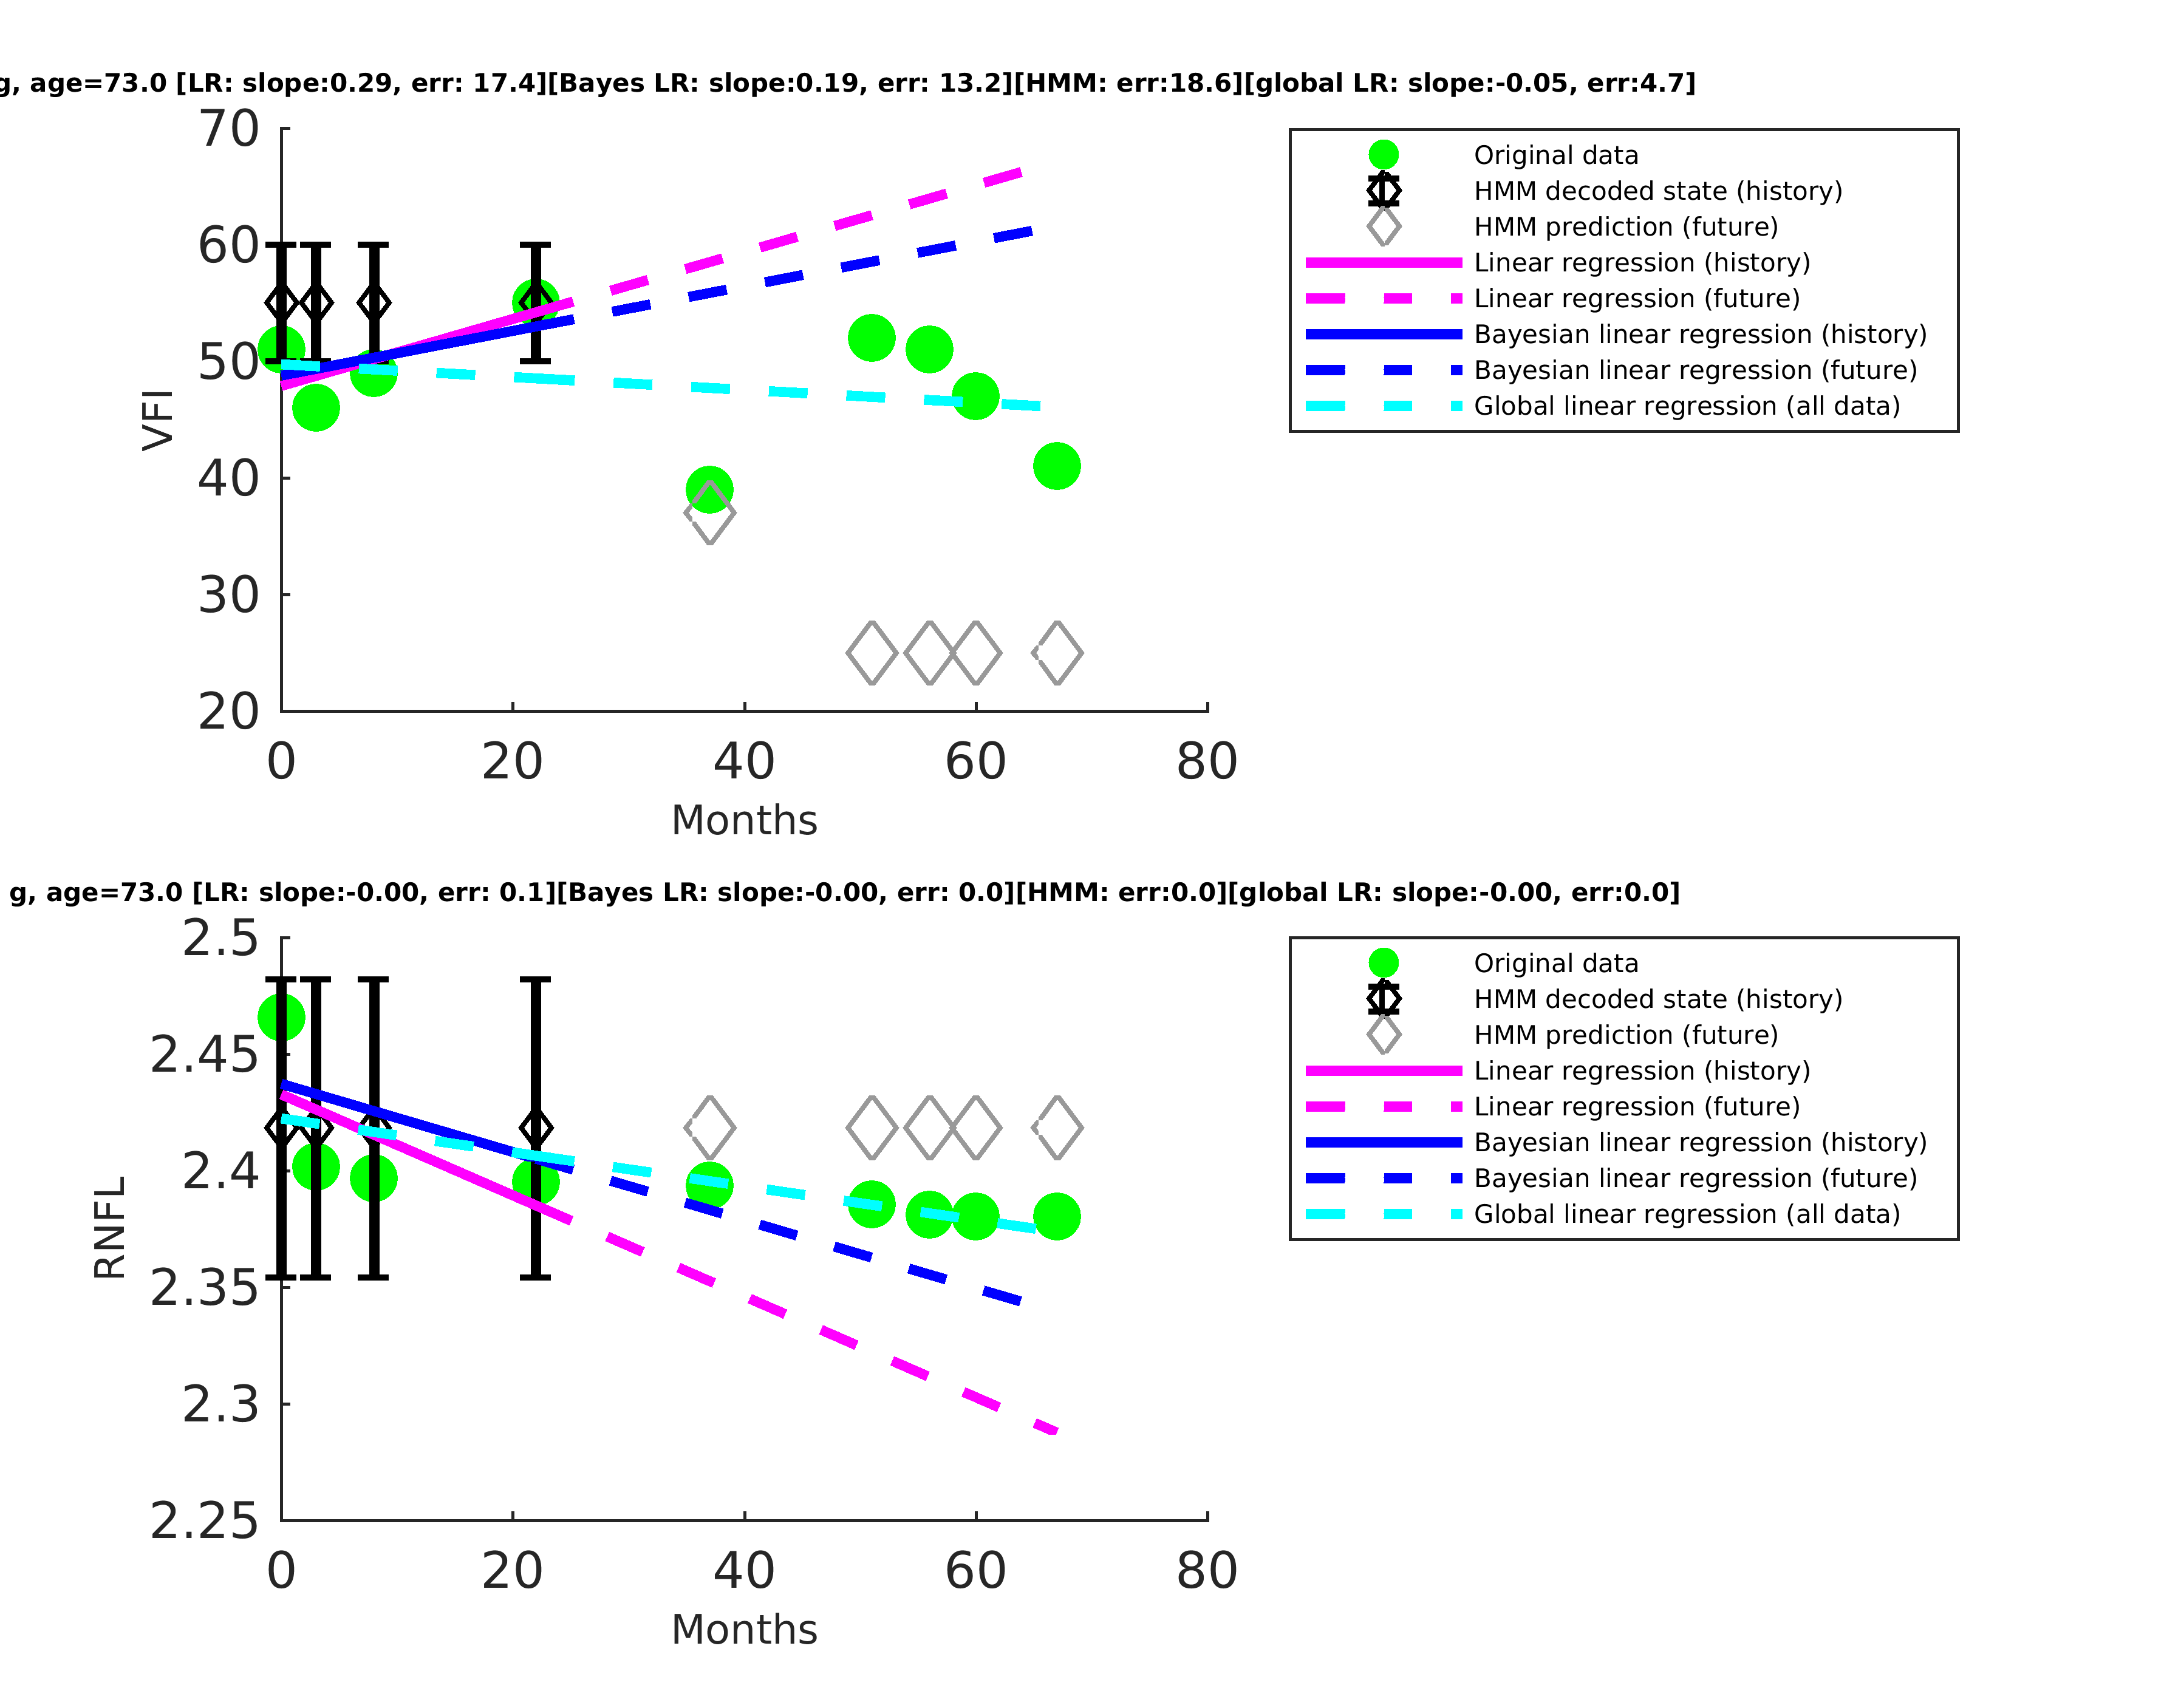 g, age=73.0 [LR: slope:0.29, err: 17.4][Bayes LR: slope:0.19, err: 13.2][HMM: err:18.6][global LR: slope:-0.05, err:4.7]
70
60
50
40
30
20
VFI
0 20 40 60 80
Months
Original data
HMM decoded state (history)
HMM prediction (future)
Linear regression (history)
Linear regression (future)
Bayesian linear regression (history)
Bayesian linear regression (future)
Global linear regression (all data)
g, age=73.0 [LR: slope:-0.00, err: 0.1][Bayes LR: slope:-0.00, err: 0.0][HMM: err:0.0][global LR: slope:-0.00, err:0.0]
2.5
2.45
2.4
2.35
2.3
2.25
RNFL
0 20 40 60 80
Months
Original data
HMM decoded state (history)
HMM prediction (future)
Linear regression (history)
Linear regression (future)
Bayesian linear regression (history)
Bayesian linear regression (future)
Global linear regression (all data)